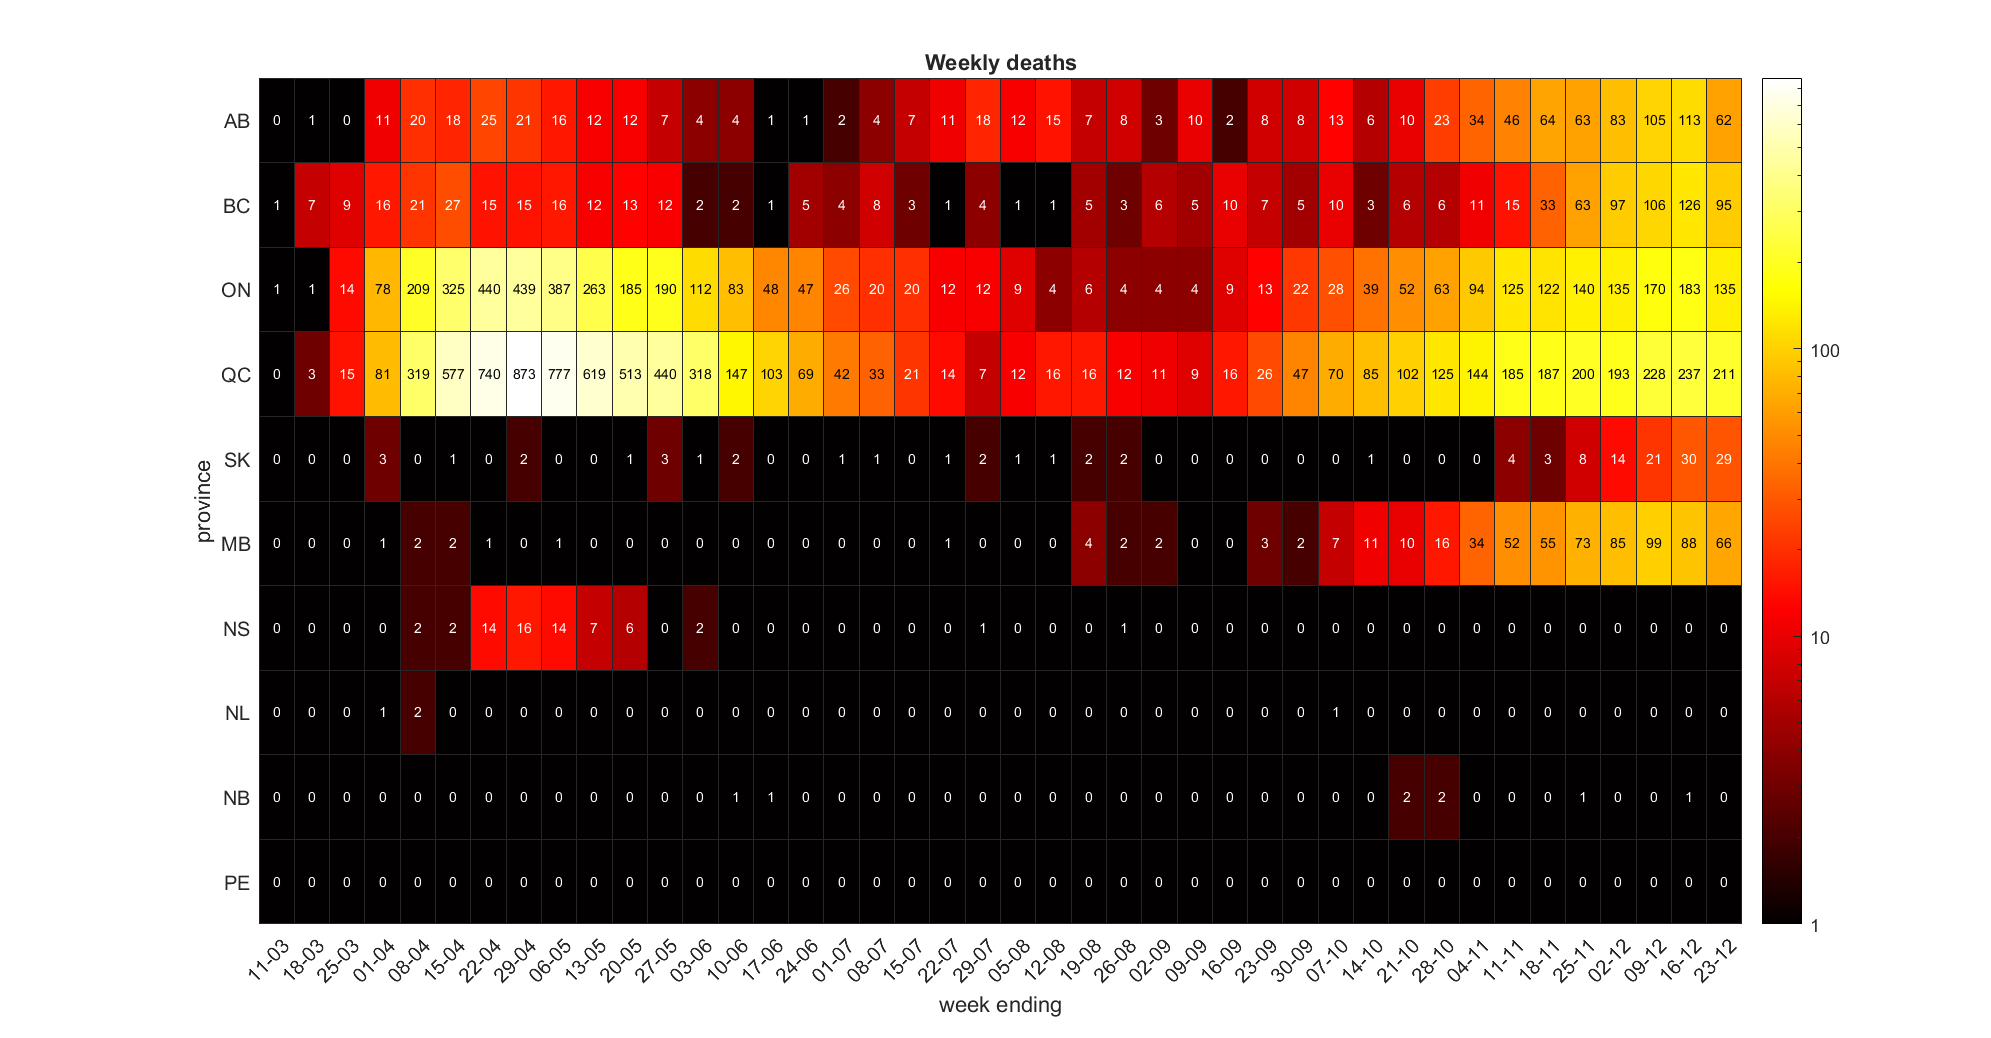 Weekly deaths
AB 0 1 0 11 20 18 25 21 16 12 12 7 4 4 1 1 2 4 7 11 18 12 15 7 8 3 10 2 8 8 13 6 10 23 34 46 64 63 83 105 113 62
BC 1 7 9 16 21 27 15 15 16 12 13 12 2 2 1 5 4 8 3 1 4 1 1 5 3 6 5 10 7 5 10 3 6 6 11 15 33 63 97 106 126 95
ON 1 1 14 78 209 325 440 439 387 263 185 190 112 83 48 47 26 20 20 12 12 9 4 6 4 4 4 9 13 22 28 39 52 63 94 125 122 140 135 170 183 135
QC 0 3 15 81 319 577 740 873 777 619 513 440 318 147 103 69 42 33 21 14 7 12 16 16 12 11 9 16 26 47 70 85 102 125 144 185 187 200 193 228 237 211
100
SK 0 0 0 3 0 1 0 2 0 0 1 3 1 2 0 0 1 1 0 1 2 1 1 2 2 0 0 0 0 0 0 1 0 0 0 4 3 8 14 21 30 29
province
MB 0 0 0 1 2 2 1 0 1 0 0 0 0 0 0 0 0 0 0 1 0 0 0 4 2 2 0 0 3 2 7 11 10 16 34 52 55 73 85 99 88 66
NS 0 0 0 0 2 2 14 16 14 7 6 0 2 0 0 0 0 0 0 0 1 0 0 0 1 0 0 0 0 0 0 0 0 0 0 0 0 0 0 0 0 0
10
NL 0 0 0 1 2 0 0 0 0 0 0 0 0 0 0 0 0 0 0 0 0 0 0 0 0 0 0 0 0 0 1 0 0 0 0 0 0 0 0 0 0 0
NB 0 0 0 0 0 0 0 0 0 0 0 0 0 1 1 0 0 0 0 0 0 0 0 0 0 0 0 0 0 0 0 0 2 2 0 0 0 1 0 0 1 0
PE 0 0 0 0 0 0 0 0 0 0 0 0 0 0 0 0 0 0 0 0 0 0 0 0 0 0 0 0 0 0 0 0 0 0 0 0 0 0 0 0 0 0
1
11-03 18-03 25-03 01-04 08-04 15-04 22-04 29-04 06-05 13-05 20-05 27-05 03-06 10-06 17-06 24-06 01-07 08-07 15-07 22-07 29-07 05-08 12-08 19-08 26-08 02-09 09-09 16-09 23-09 30-09 07-10 14-10 21-10 28-10 04-11 11-11 18-11 25-11 02-12 09-12 16-12 23-12
week ending